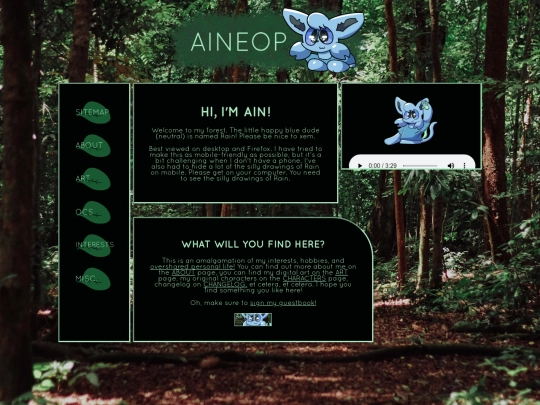 AINEOP
SITEMAP
ABOUT
ART
OCS
INTERESTS
MISC.
HI, I'M AIN!
Welcome to my forest. The little happy blue dude
(neutral) is named Rain! Please be nice to xem.
Best viewed on desktop and Firefox. I have tried to
make this as mobile-friendly as possible, but it's a
bit challenging when I don't have a phone. I've
also had to hide a lot of the silly drawings of Rain
on mobile. Please get on your computer. You need
to see the silly drawings of Rain.
0:00 / 3:29
WHAT WILL YOU FIND HERE?
This is an amalgamation of my interests, hobbies, and
overshared personal life! You can find out more about me on
the ABOUT page, you can find my digital art on the ART
page, my original characters on the CHARACTERS page,
changelog on CHANGELOG, et cetera, et cetera. I hope you
find something you like here!
Oh, make sure to sign my guestbook!